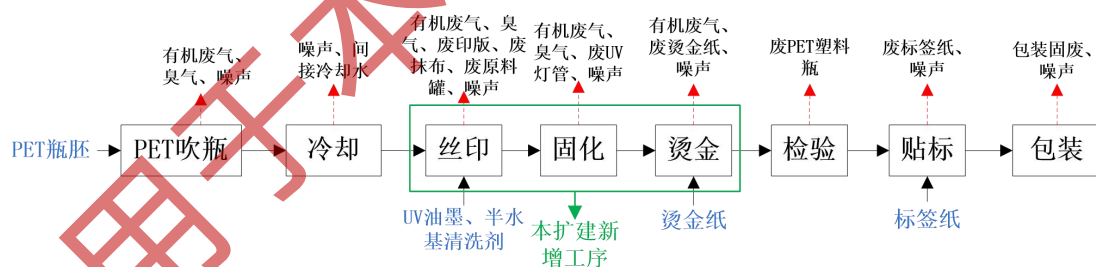 有机废气、
臭气、噪声
噪声、间
接冷却水
有机废气、臭
气、废印版、废
抹布、废原料
罐、噪声
有机废气、
臭气、废UV
灯管、噪声
有机废气、
废烫金纸、
噪声
废PET塑料
瓶
废标签纸、
噪声
包装固废、
噪声
PET瓶胚
PET吹瓶
冷却
丝印
固化
烫金
检验
贴标
包装
UV油墨、半水
基清洗剂
本扩建新
增工序
烫金纸
标签纸
用于本